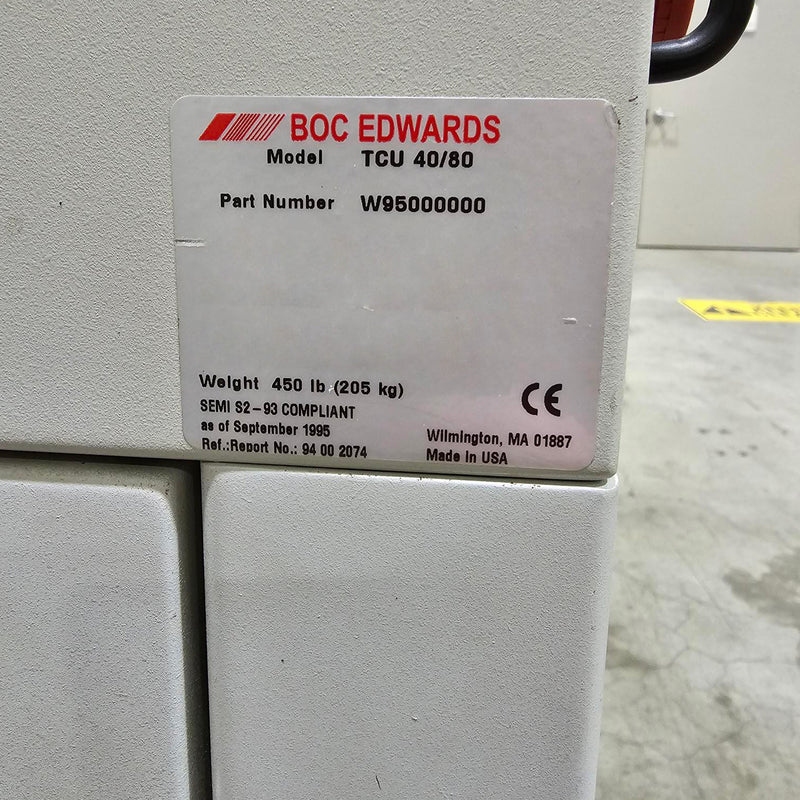 BOC EDWARDS
Model TCU 40/80
Part Number W95000000
Weight 450 lb (205 kg)
SEMI S2-93 COMPLIANT
as of September 1995
Ref.:Report No.: 94 00 2074
CE
Wilmington, MA 01887
Made in USA